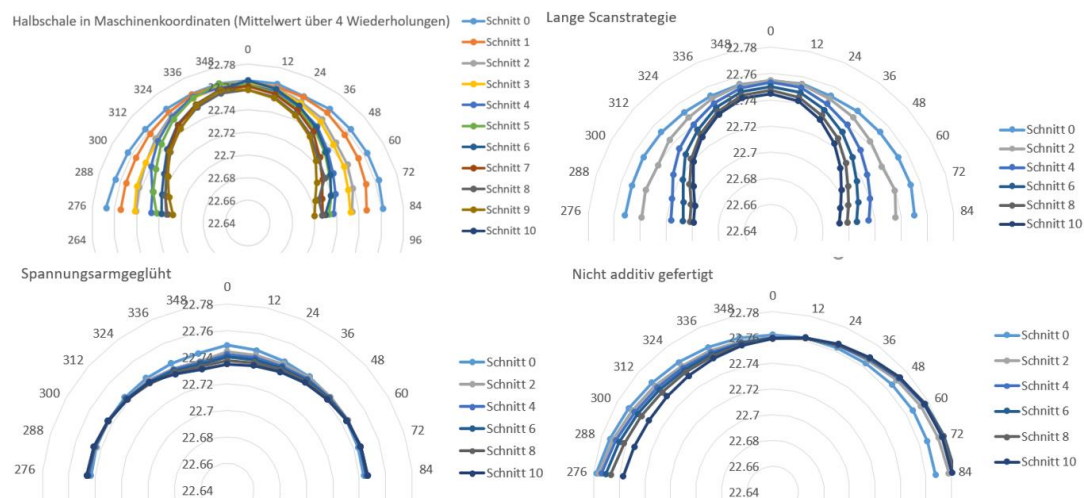 Halbschale in Maschinenkoordinaten (Mittelwert über 4 Wiederholungen)
0
348 12
336 24
324 36
312 48
300 60
288 72
276 84
264 96
22.78
22.74
22.72
22.7
22.68
22.66
22.64
Schnitt 0
Schnitt 1
Schnitt 2
Schnitt 3
Schnitt 4
Schnitt 5
Schnitt 6
Schnitt 7
Schnitt 8
Schnitt 9
Schnitt 10
Lange Scanstrategie
0
348 12
336 24
324 36
312 48
300 60
288 72
276 84
22.78
22.76
22.74
22.72
22.7
22.68
22.66
22.64
Schnitt 0
Schnitt 2
Schnitt 4
Schnitt 6
Schnitt 8
Schnitt 10
Spannungsarmgeglüht
0
348 12
336 24
324 36
312 48
300 60
288 72
276 84
22.78
22.76
22.72
22.7
22.68
22.66
22.64
Schnitt 0
Schnitt 2
Schnitt 4
Schnitt 6
Schnitt 8
Schnitt 10
Nicht additiv gefertigt
0
348 12
336 24
324 36
312 48
300 60
288 72
276 84
22.78
22.76
22.74
22.72
22.7
22.68
22.66
22.64
Schnitt 0
Schnitt 2
Schnitt 4
Schnitt 6
Schnitt 8
Schnitt 10